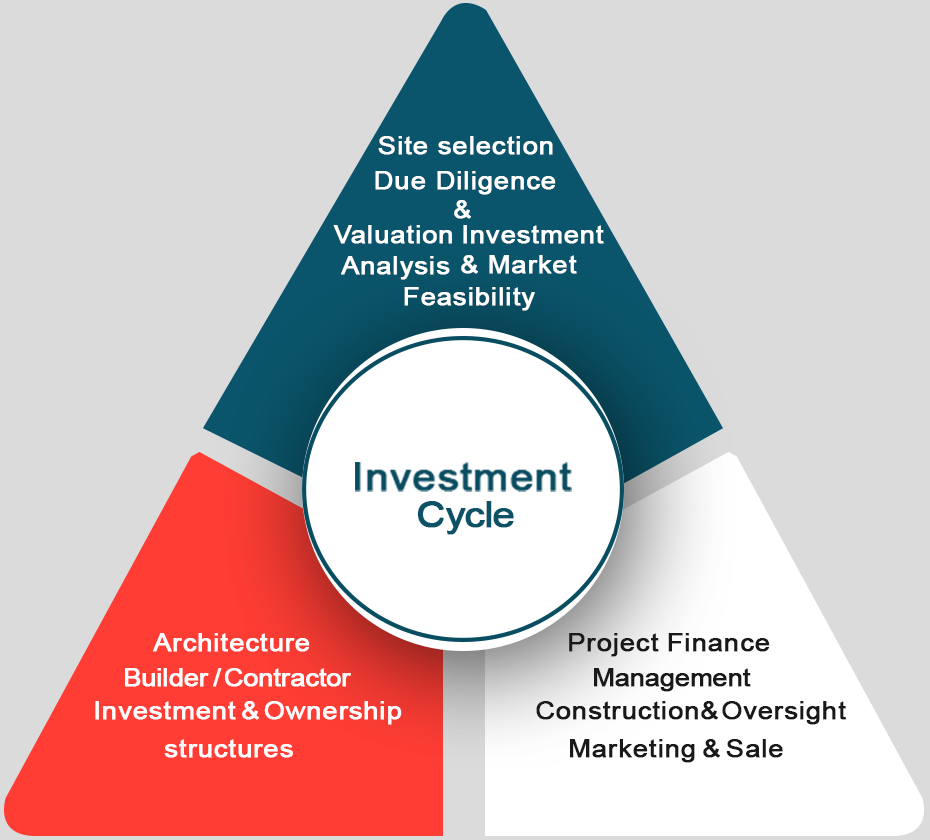 Site selection
Due Diligence
&
Valuation Investment
Analysis & Market
Feasibility
Investment
Cycle
Architecture
Builder / Contractor
Investment & Ownership
structures
Project Finance
Management
Construction & Oversight
Marketing & Sale